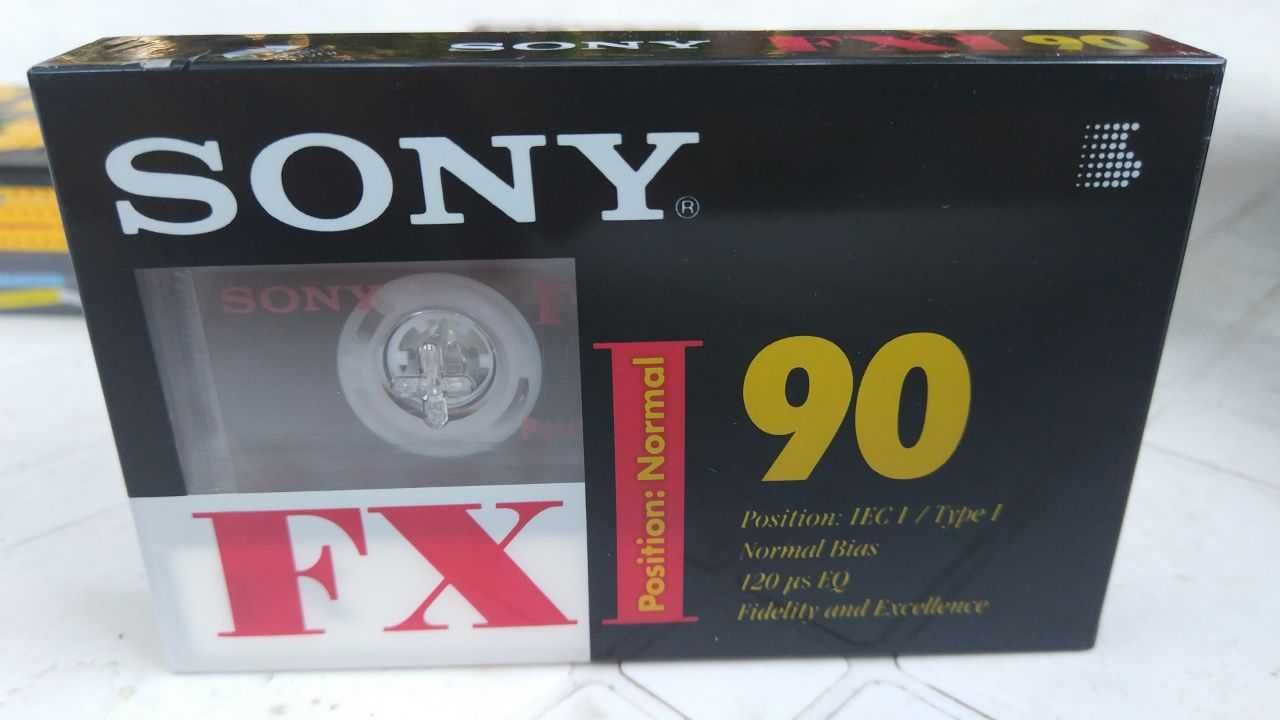 SONY FXI 90
SONY®
SONY I
FX
I
Position: Normal
90
Position: IEC I / Type I
Normal Bias
120 µs EQ
Fidelity and Excellence